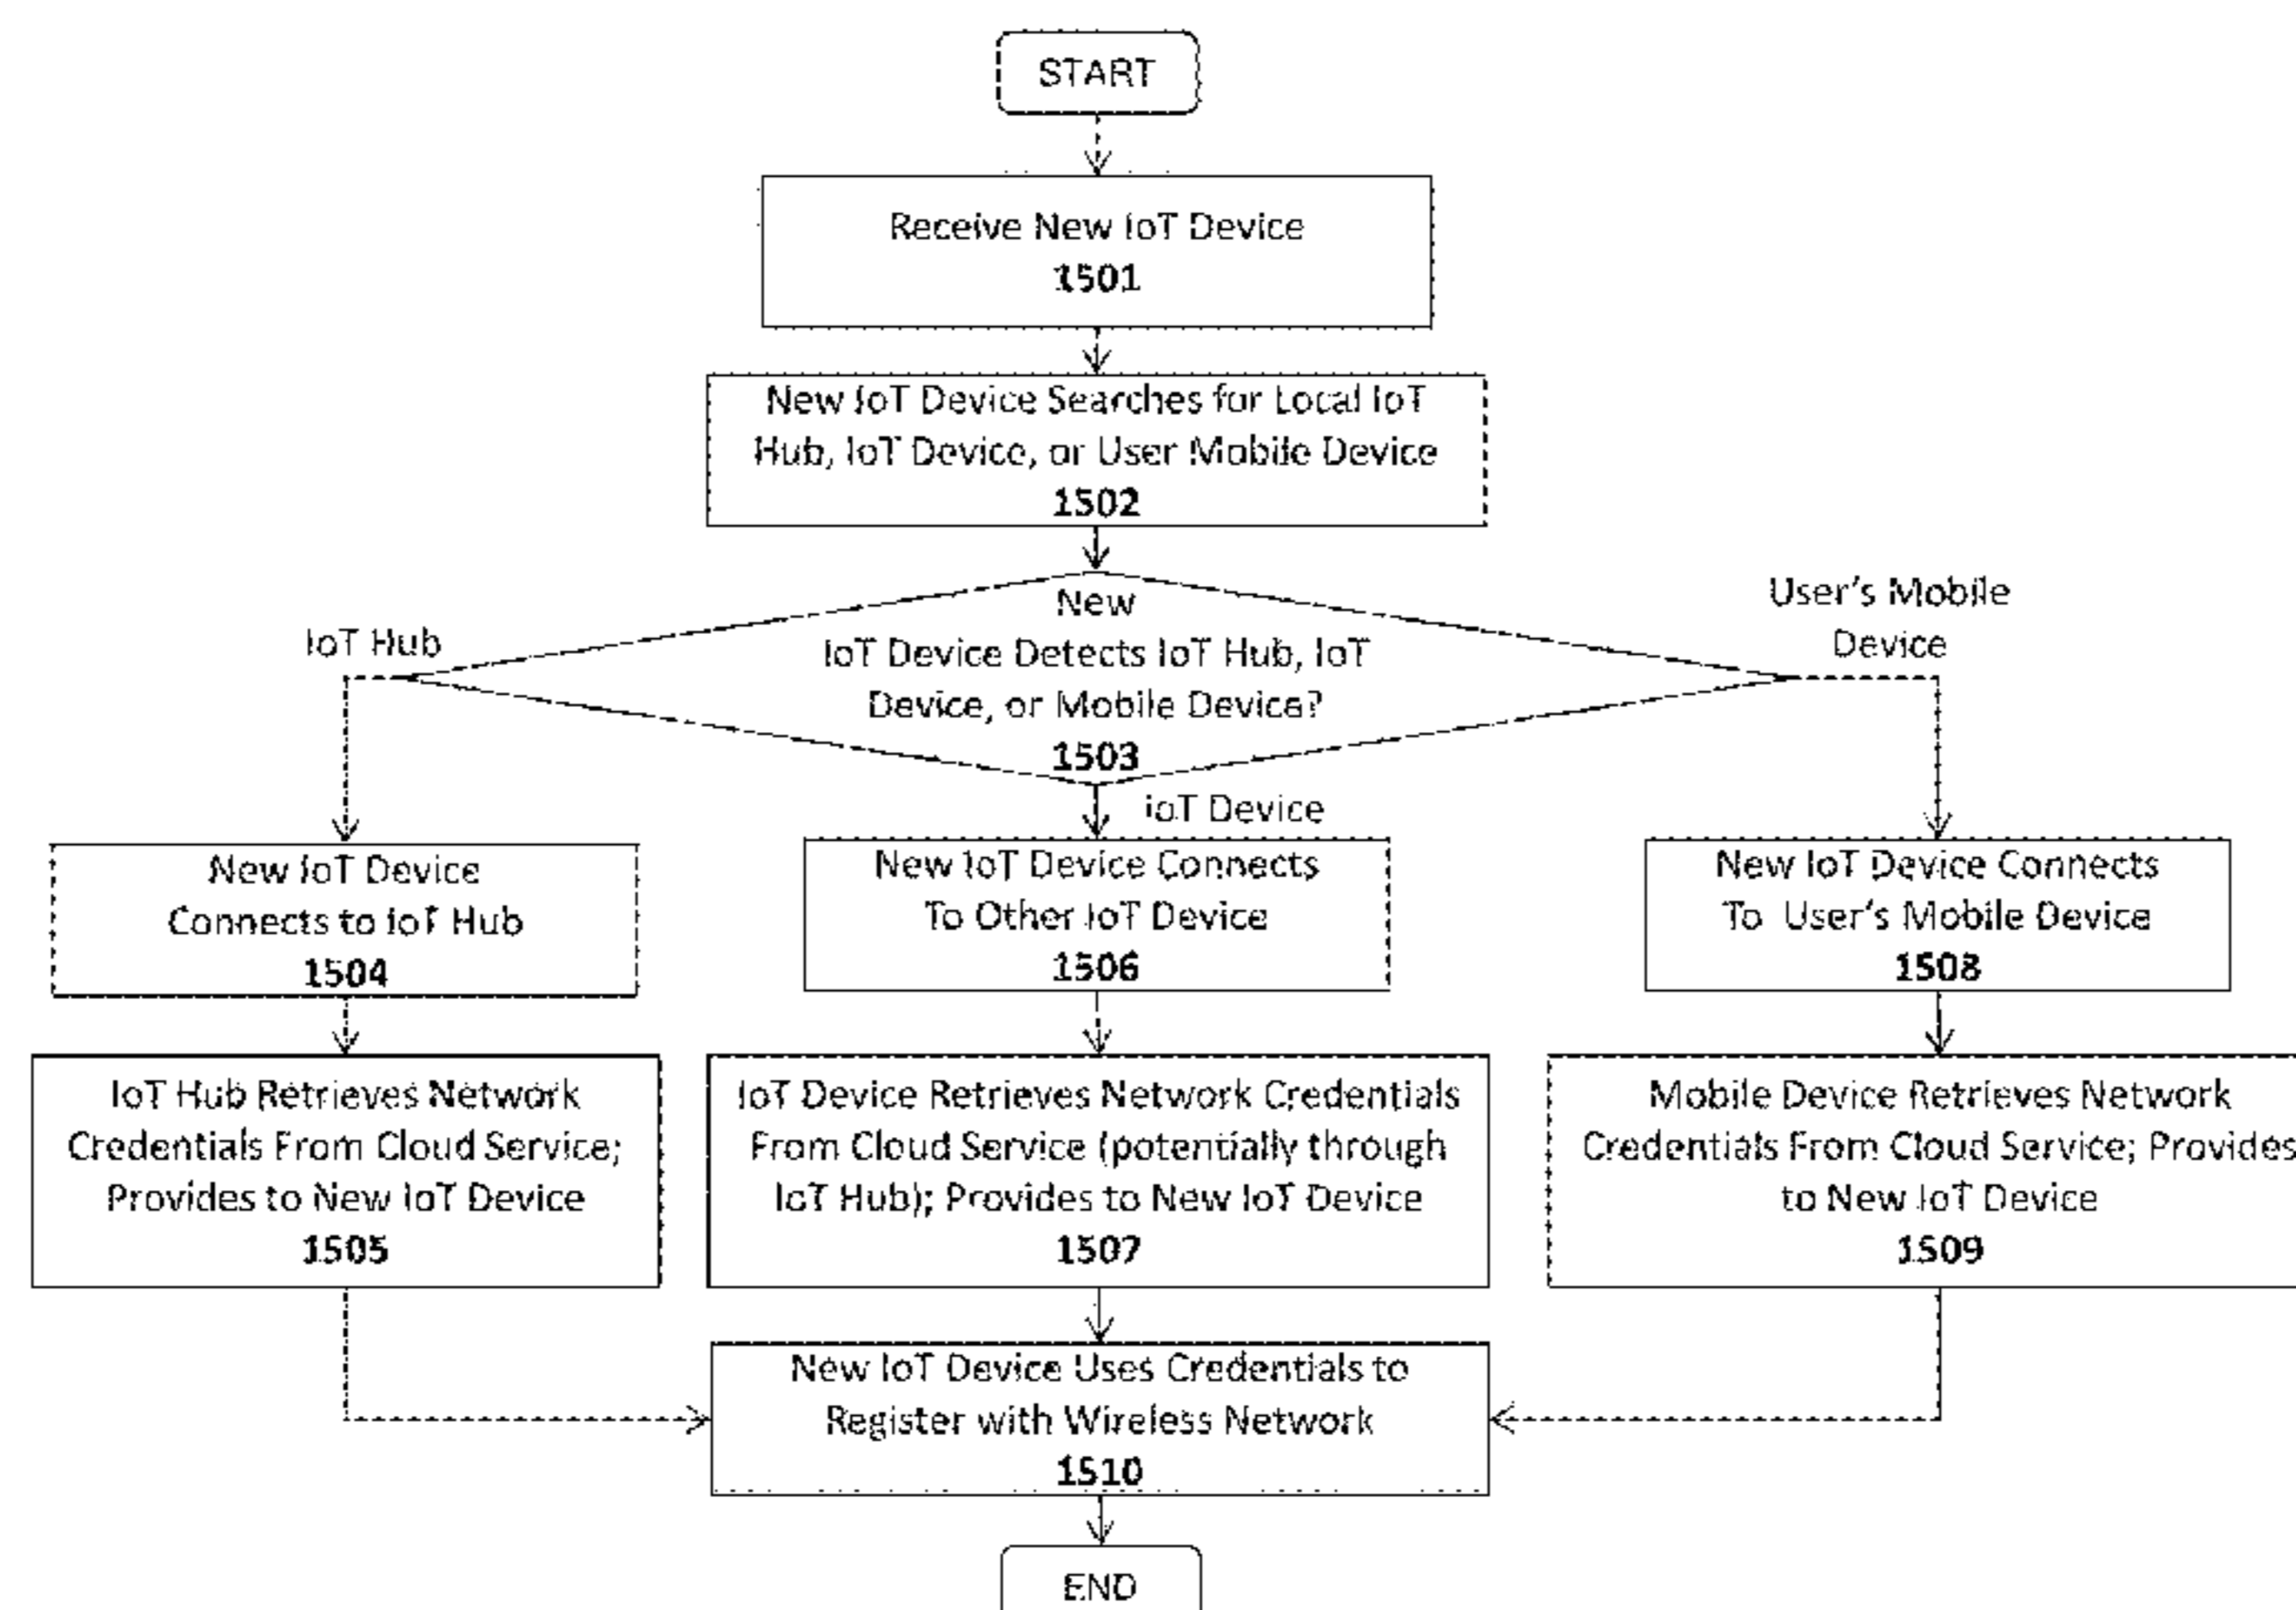 START
Receive New IoT Device
1501
New IoT Device Searches for Local IoT
Hub, IoT Device, or User Mobile Device
1502
New
IoT Device Detects IoT Hub, IoT
Device, or Mobile Device?
1503
IoT Hub
User's Mobile
Device
IoT Device
New IoT Device
Connects to IoT Hub
1504
New IoT Device Connects
To Other IoT Device
1506
New IoT Device Connects
To User's Mobile Device
1508
IoT Hub Retrieves Network
Credentials From Cloud Service;
Provides to New IoT Device
1505
IoT Device Retrieves Network Credentials
From Cloud Service (potentially through
IoT Hub); Provides to New IoT Device
1507
Mobile Device Retrieves Network
Credentials From Cloud Service; Provides
to New IoT Device
1509
New IoT Device Uses Credentials to
Register with Wireless Network
1510
END